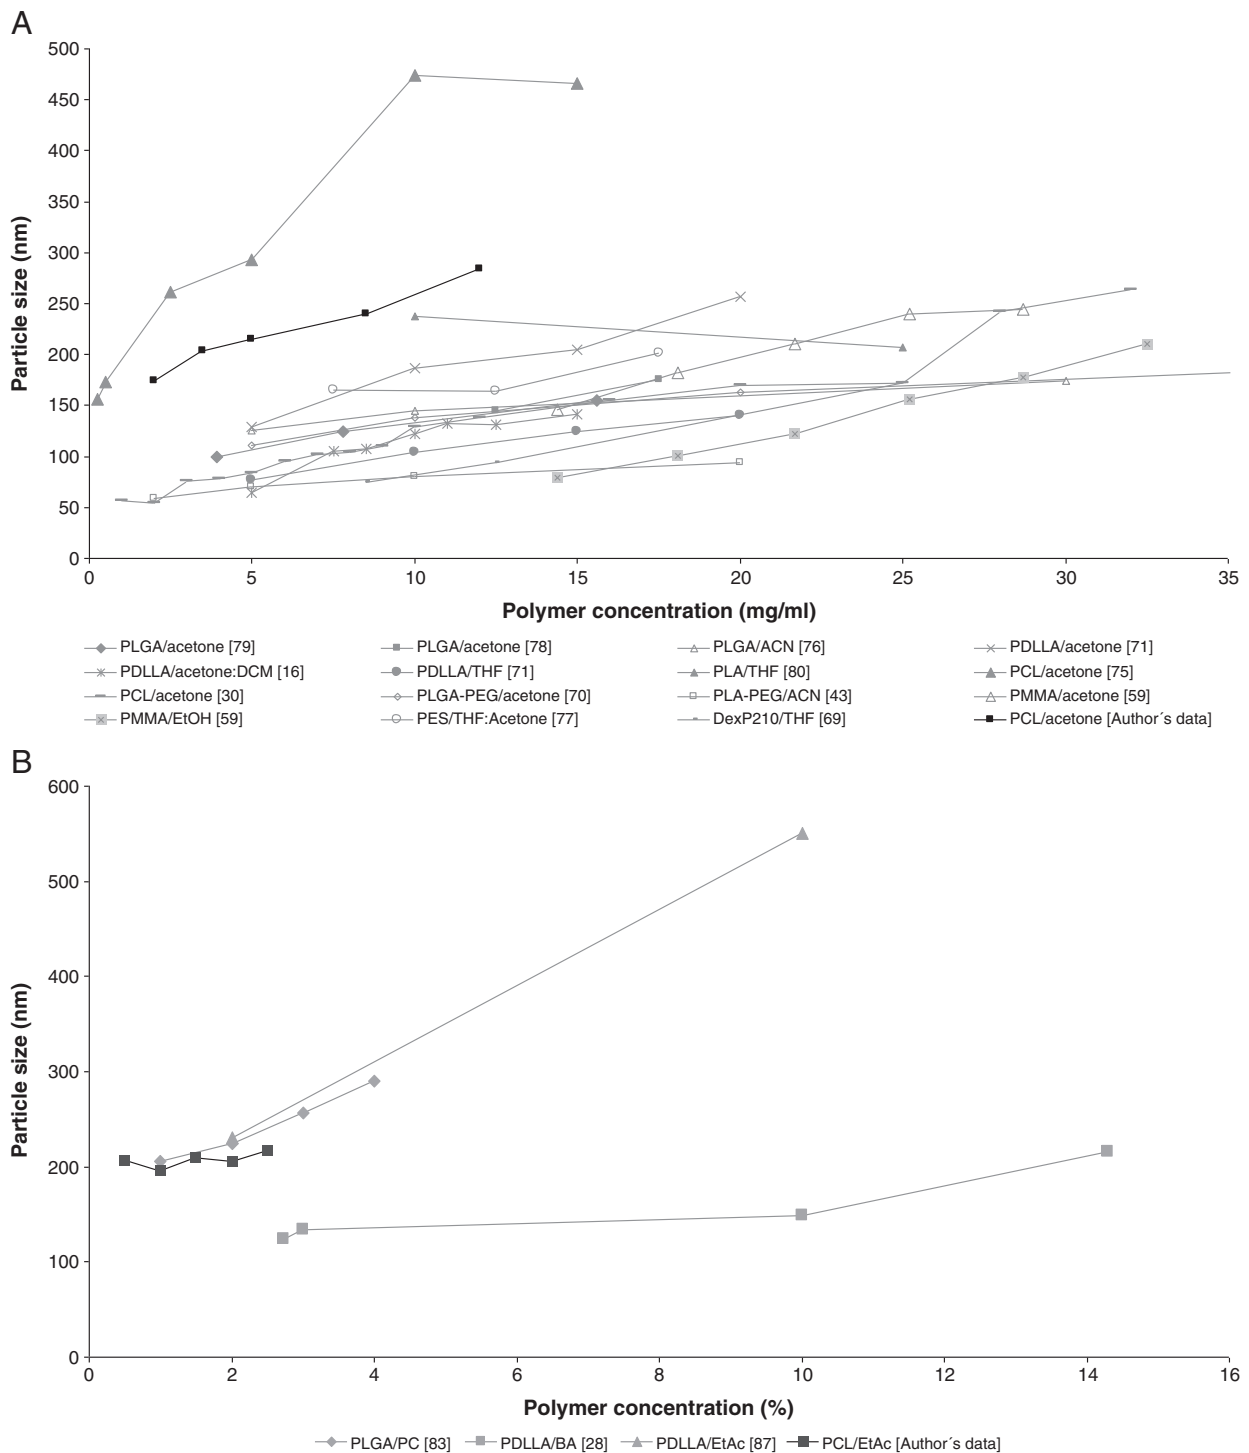 A
500
450
400
350
300
250
200
150
100
50
0
Particle size (nm)
0 5 10 15 20 25 30 35
Polymer concentration (mg/ml)
PLGA/acetone [79] PLGA/acetone [78] PLGA/ACN [76] PDLLA/acetone [71]
PDLLA/acetone:DCM [16] PDLLA/THF [71] PLA/THF [80] PCL/acetone [75]
PCL/acetone [30] PLGA-PEG/acetone [70] PLA-PEG/ACN [43] PMMA/acetone [59]
PMMA/EtOH [59] PES/THF:Acetone [77] DexP210/THF [69] PCL/acetone [Author´s data]
B
600
500
400
300
200
100
0
Particle size (nm)
0 2 4 6 8 10 12 14 16
Polymer concentration (%)
PLGA/PC [83] PDLLA/BA [28] PDLLA/EtAc [87] PCL/EtAc [Author´s data]